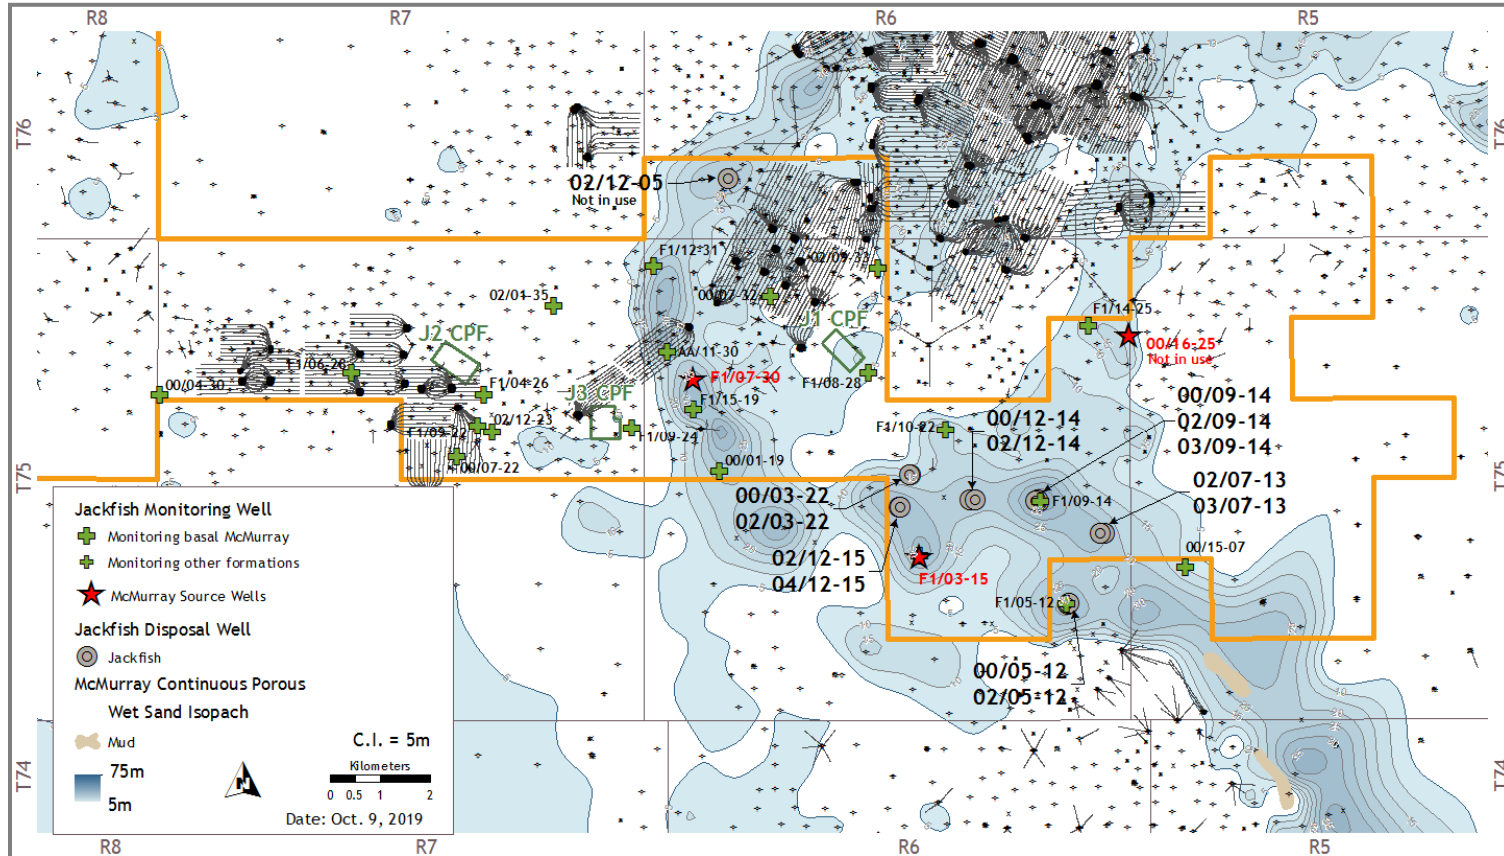 R8
R7
R6
R5
T76
T76
02/12-05
Not in use
F1/12-31
02/09-33
02/01-35
00/07-32
F1/14-25
J1 CPF
J2 CPF
00/16-25
Not in use
AA/11-30
00/04-30
F1/04-26
F1/07-30
F1/08-28
J3 CPF
F1/15-19
00/09-14
02/09-14
03/09-14
00/12-14
02/12-14
02/12-23
F1/09-22
F1/09-24
F1/10-22
00/07-22
00/01-19
T75
T75
02/07-13
03/07-13
00/03-22
02/03-22
F1/09-14
02/12-15
04/12-15
00/15-07
F1/03-15
F1/05-12
00/05-12
02/05-12
Jackfish Monitoring Well
Monitoring basal McMurray
Monitoring other formations
McMurray Source Wells
Jackfish Disposal Well
Jackfish
McMurray Continuous Porous
Wet Sand Isopach
Mud
75m
5m
C.I. = 5m
Kilometers
0 0.5 1 2
N
Date: Oct. 9, 2019
T74
T74
R8
R7
R6
R5